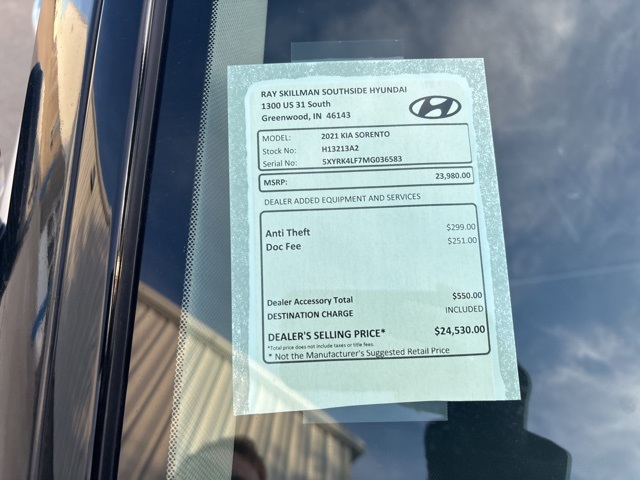 RAY SKILLMAN SOUTHSIDE HYUNDAI
1300 US 31 South
Greenwood, IN 46143
MODEL: 2021 KIA SORENTO
Stock No: H13213A2
Serial No: 5XYRK4LF7MG036583
MSRP: 23,980.00
DEALER ADDED EQUIPMENT AND SERVICES
Anti Theft $299.00
Doc Fee $251.00
Dealer Accessory Total $550.00
DESTINATION CHARGE INCLUDED
DEALER'S SELLING PRICE* $24,530.00
*Total price does not include taxes or title fees.
* Not the Manufacturer's Suggested Retail Price